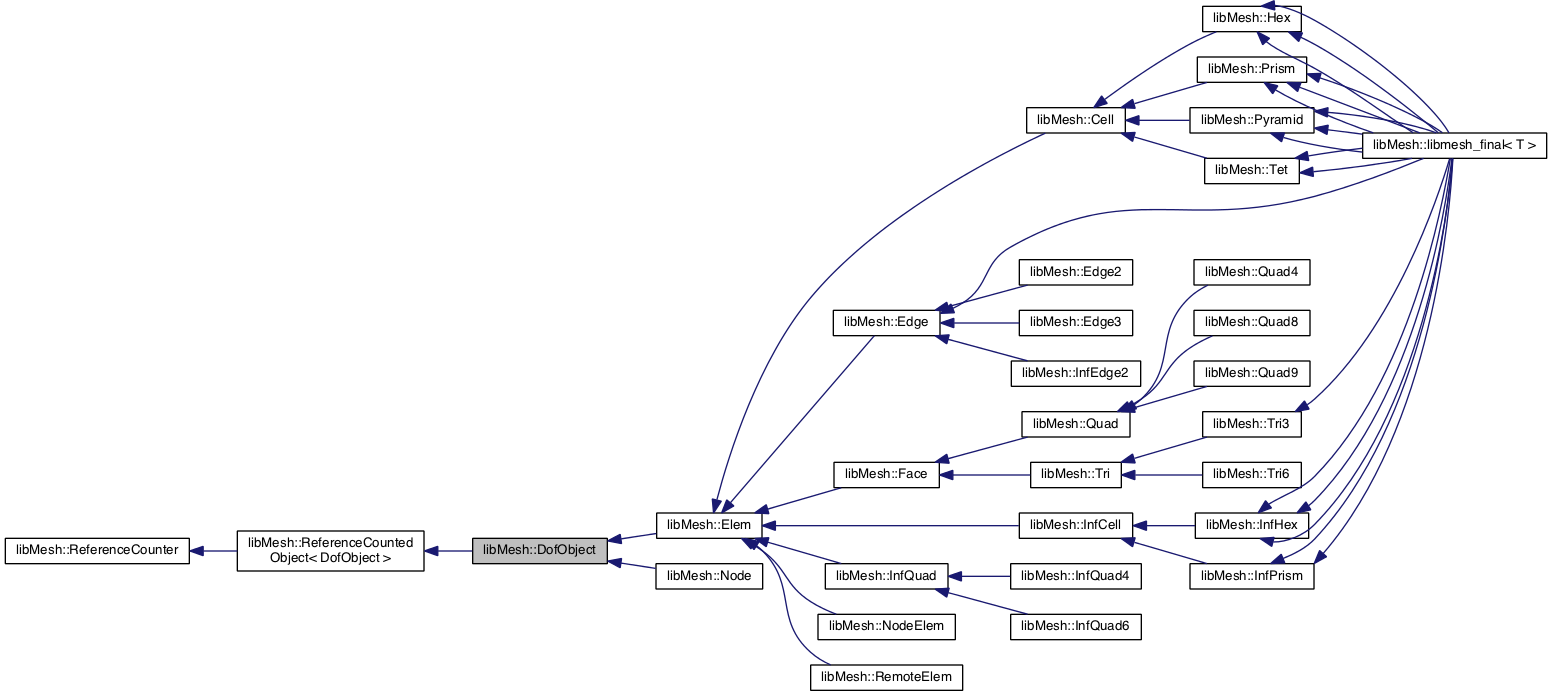 libMesh::Hex
libMesh::Prism
libMesh::Cell
libMesh::Pyramid
libMesh::libmesh_final< T >
libMesh::Tet
libMesh::Edge2
libMesh::Quad4
libMesh::Edge
libMesh::Edge3
libMesh::Quad8
libMesh::InfEdge2
libMesh::Quad9
libMesh::Quad
libMesh::Tri3
libMesh::Face
libMesh::Tri
libMesh::Tri6
libMesh::Elem
libMesh::InfCell
libMesh::InfHex
libMesh::ReferenceCounter
libMesh::ReferenceCounted
Object< DofObject >
libMesh::DofObject
libMesh::Node
libMesh::InfQuad
libMesh::InfQuad4
libMesh::InfPrism
libMesh::NodeElem
libMesh::InfQuad6
libMesh::RemoteElem